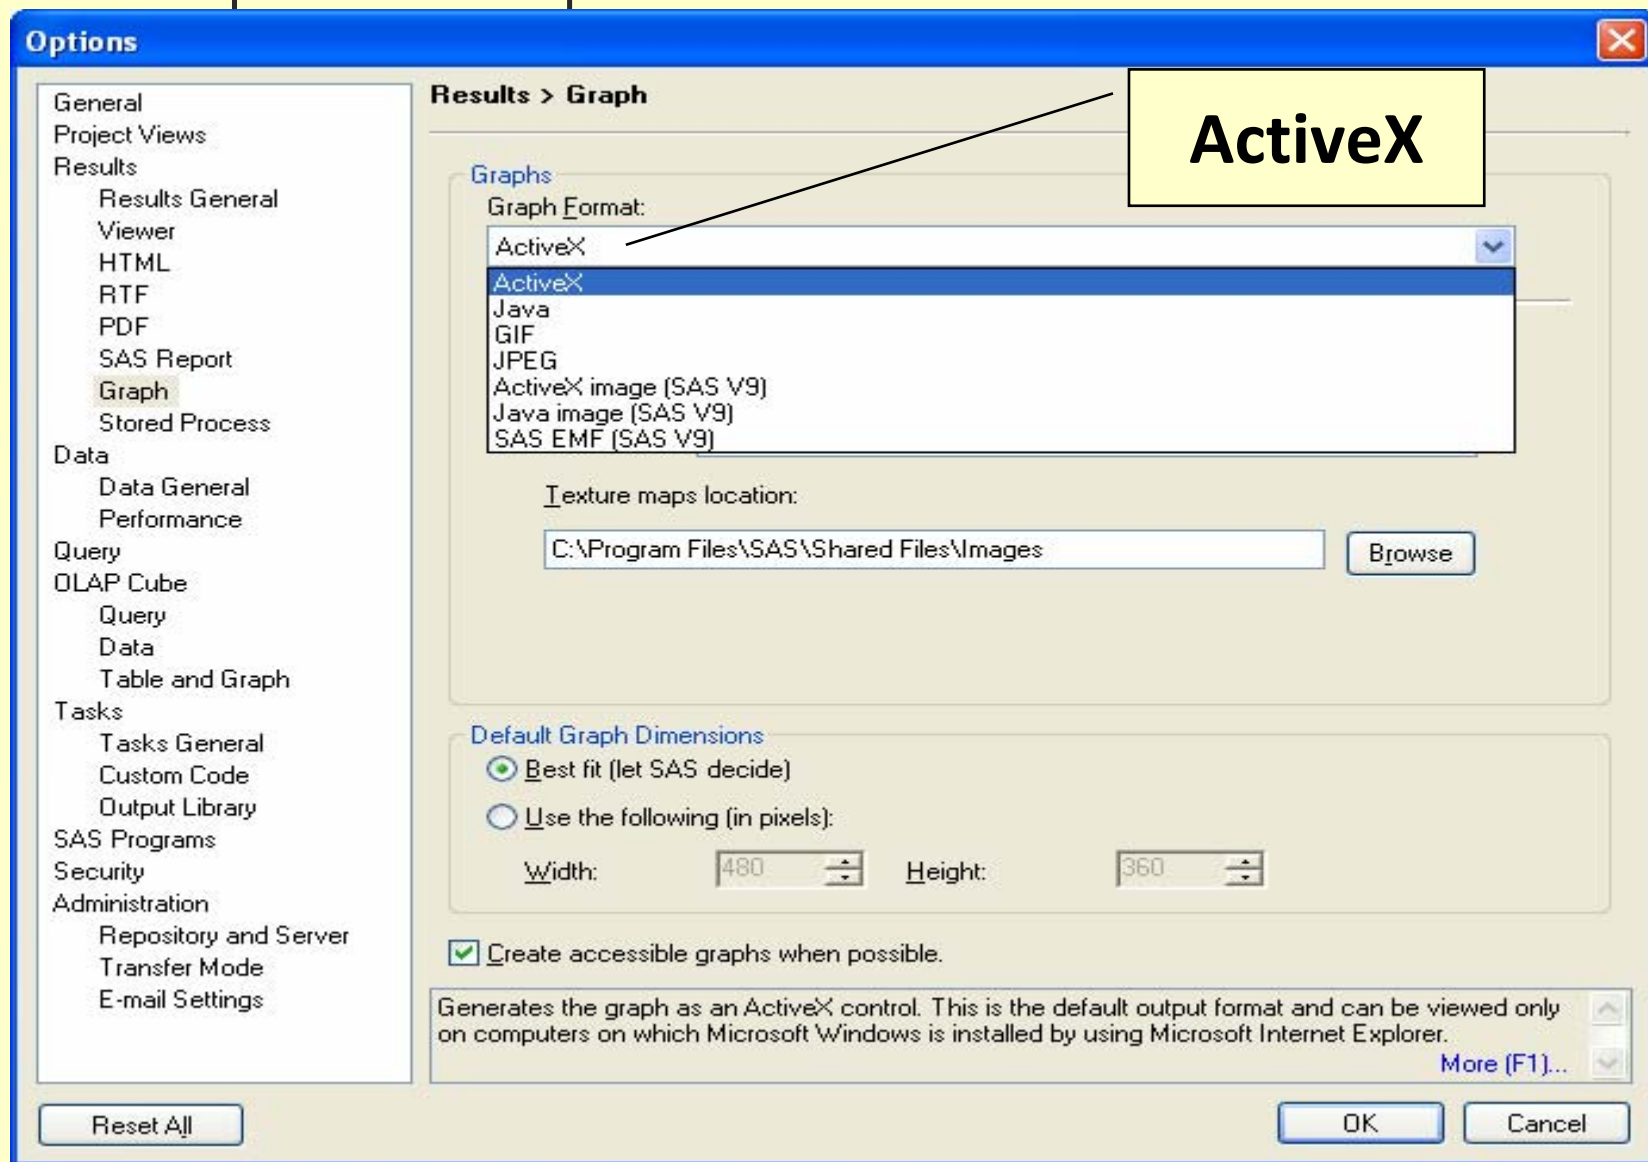 Options
General
Project Views
Results
Results General
Viewer
HTML
RTF
PDF
SAS Report
Graph
Stored Process
Data
Data General
Performance
Query
OLAP Cube
Query
Data
Table and Graph
Tasks
Tasks General
Custom Code
Output Library
SAS Programs
Security
Administration
Repository and Server
Transfer Mode
E-mail Settings
Results > Graph
ActiveX
Graphs
Graph Format:
ActiveX
ActiveX
Java
GIF
JPEG
ActiveX image (SAS V9)
Java image (SAS V9)
SAS EMF (SAS V9)
Texture maps location:
C:\Program Files\SAS\Shared Files\Images
Browse
Default Graph Dimensions
Best fit (let SAS decide)
Use the following (in pixels):
Width: 480 Height: 360
Create accessible graphs when possible.
Generates the graph as an ActiveX control. This is the default output format and can be viewed only
on computers on which Microsoft Windows is installed by using Microsoft Internet Explorer.
More (F1)...
Reset All OK Cancel